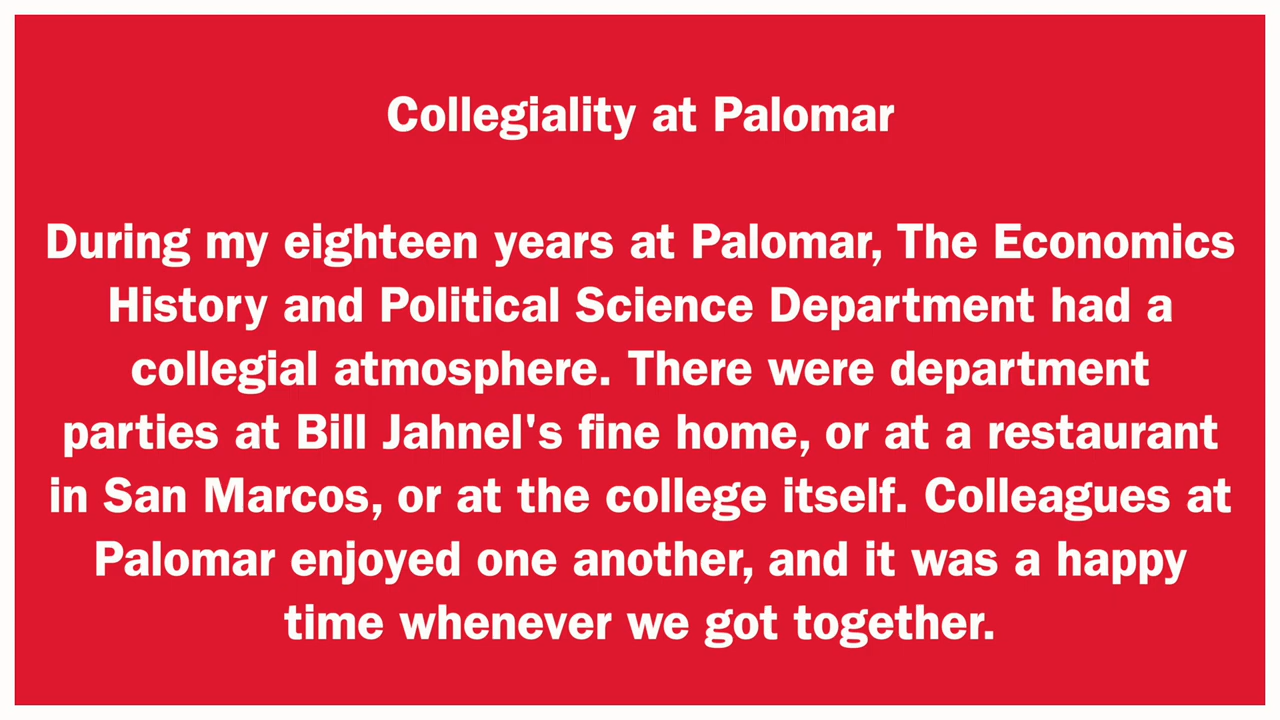 Collegiality at Palomar
During my eighteen years at Palomar, The Economics
History and Political Science Department had a
collegial atmosphere. There were department
parties at Bill Jahnel's fine home, or at a restaurant
in San Marcos, or at the college itself. Colleagues at
Palomar enjoyed one another, and it was a happy
time whenever we got together.